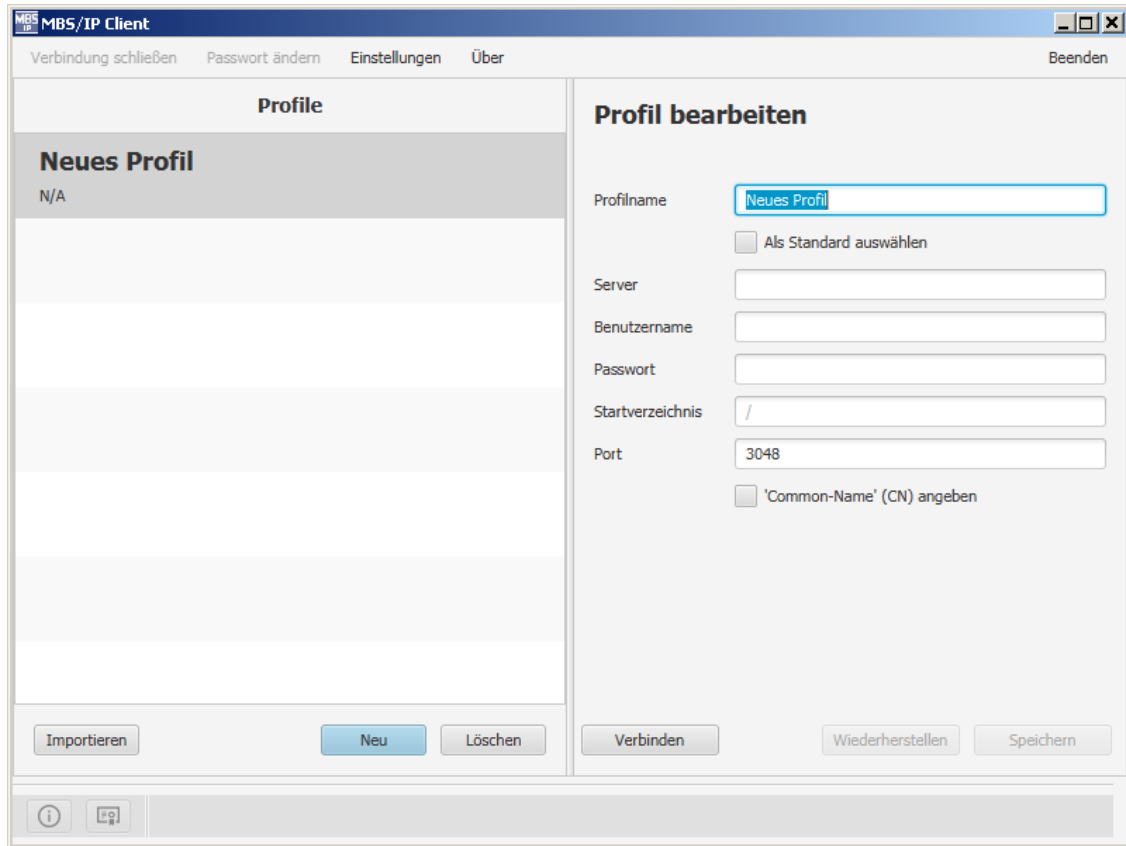 MBS/IP Client
Verbindung schließen Passwort ändern Einstellungen Über Beenden
Profile
Neues Profil
N/A
Profil bearbeiten
Profilname Neues Profil
Als Standard auswählen
Server
Benutzername
Passwort
Startverzeichnis /
Port 3048
'Common-Name' (CN) angeben
Importieren Neu Löschen Verbinden Wiederherstellen Speichern